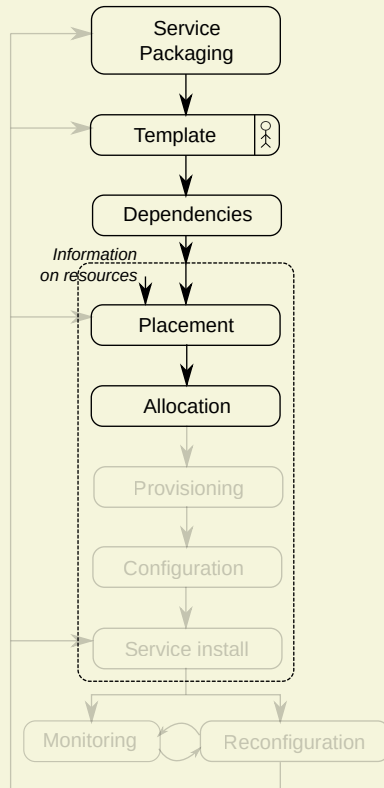 Service
Packaging
Template
Dependencies
Information
on resources
Placement
Allocation
Provisioning
Configuration
Service install
Monitoring
Reconfiguration